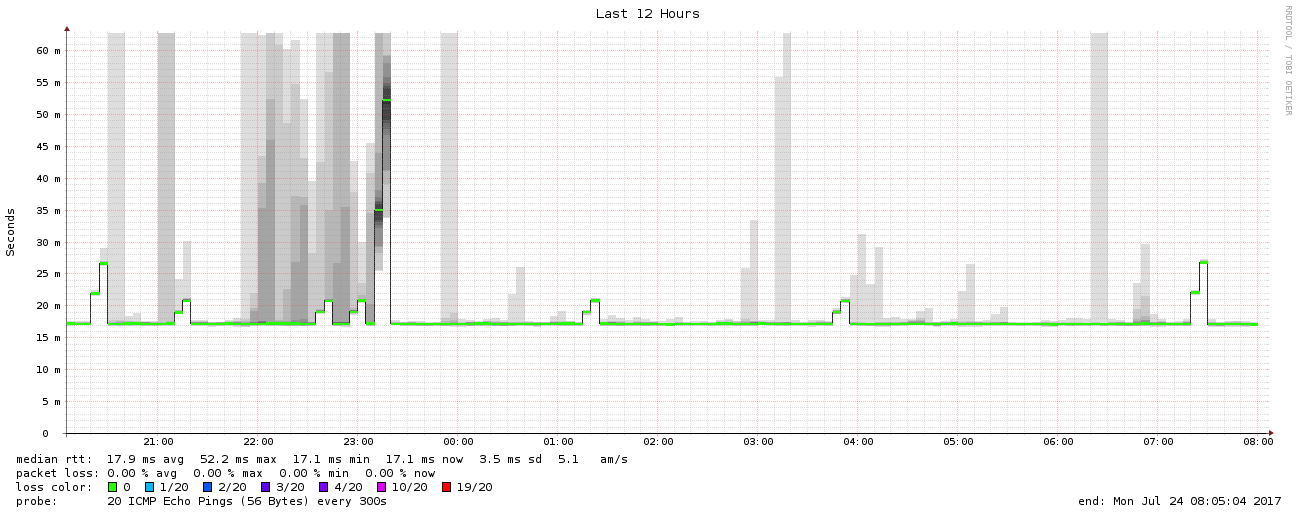 Last 12 Hours
RRDTOOL / TOBI OETIKER
Seconds
60 m
55 m
50 m
45 m
40 m
35 m
30 m
25 m
20 m
15 m
10 m
5 m
0
21:00 22:00 23:00 00:00 01:00 02:00 03:00 04:00 05:00 06:00 07:00 08:00
median rtt: 17.9 ms avg 52.2 ms max 17.1 ms min 17.1 ms now 3.5 ms sd 5.1 am/s
packet loss: 0.00 % avg 0.00 % max 0.00 % min 0.00 % now
loss color: 0 1/20 2/20 3/20 4/20 10/20 19/20
probe: 20 ICMP Echo Pings (56 Bytes) every 300s end: Mon Jul 24 08:05:04 2017